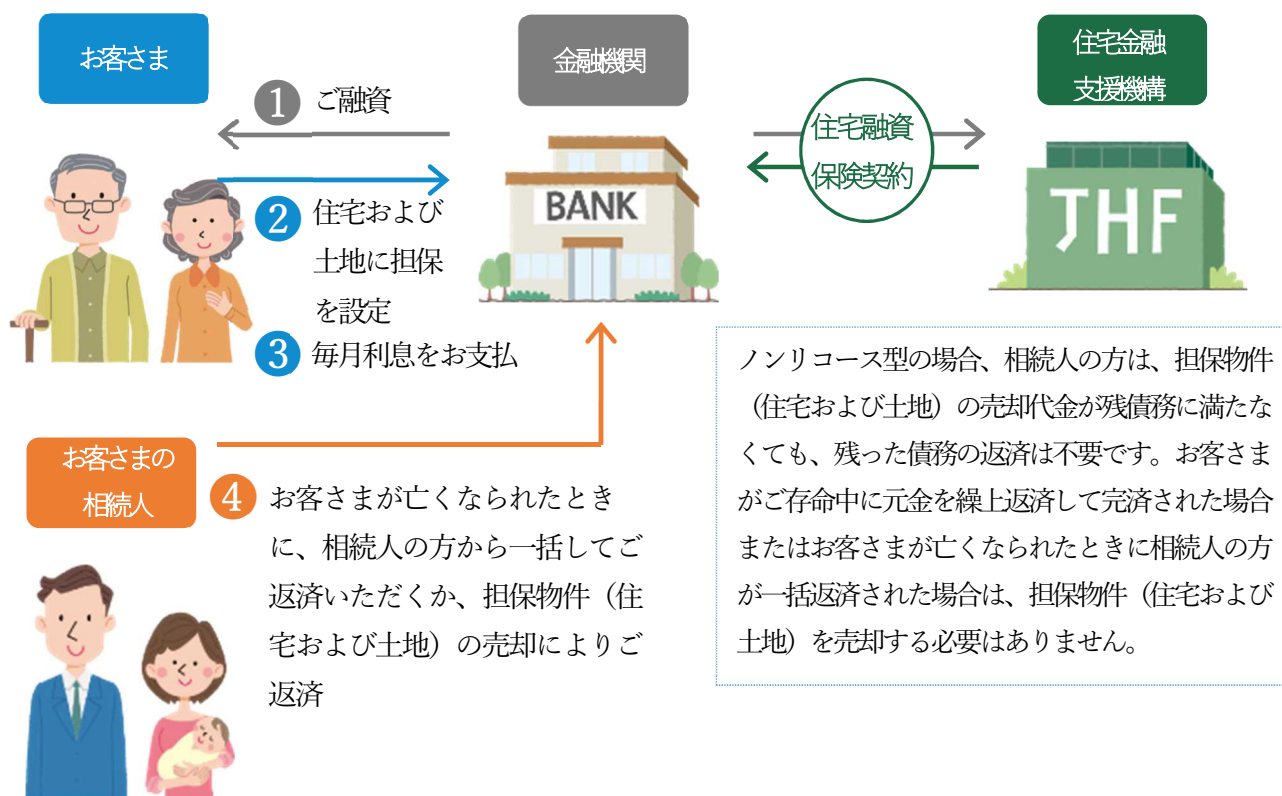 お客さま
金融機関
住宅金融
支援機構
1 ご融資
住宅融資
保険契約
BANK
JHF
2 住宅および
土地に担保
を設定
3 毎月利息をお支払
ノンリコース型の場合、相続人の方は、担保物件
（住宅および土地）の売却代金が残債務に満たな
くても、残った債務の返済は不要です。お客さま
がご存命中に元金を繰上返済して完済された場合
またはお客さまが亡くなられたときに相続人の方
が一括返済された場合は、担保物件（住宅および
土地）を売却する必要はありません。
お客さまの
相続人
4 お客さまが亡くなられたとき
に、相続人の方から一括してご
返済いただくか、担保物件（住
宅および土地）の売却によりご
返済